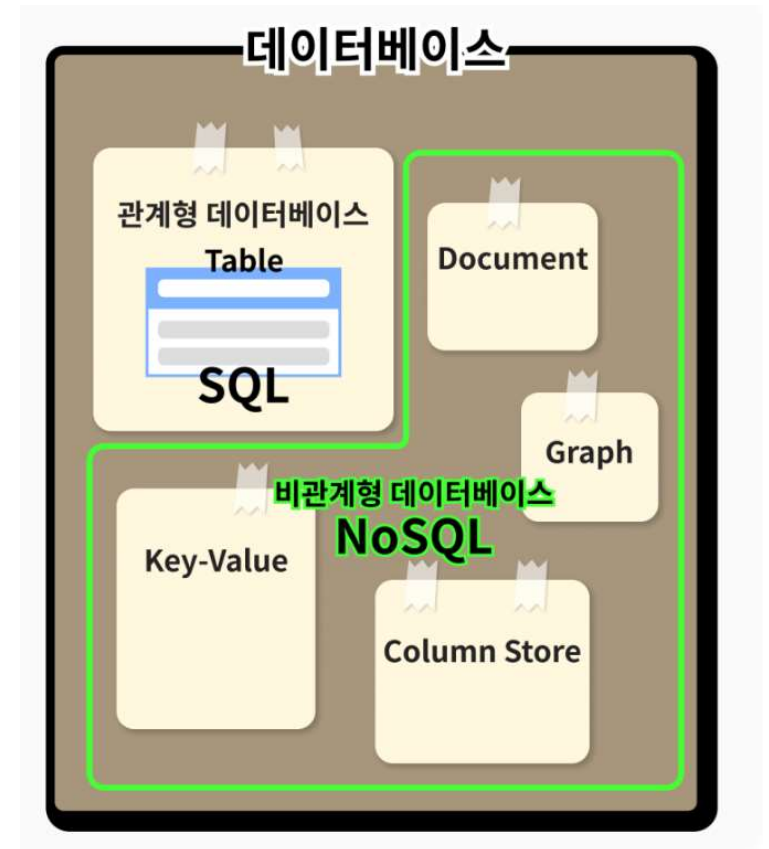 데이터베이스
관계형 데이터베이스
Table
SQL
Document
Graph
비관계형 데이터베이스
NoSQL
Key-Value
Column Store